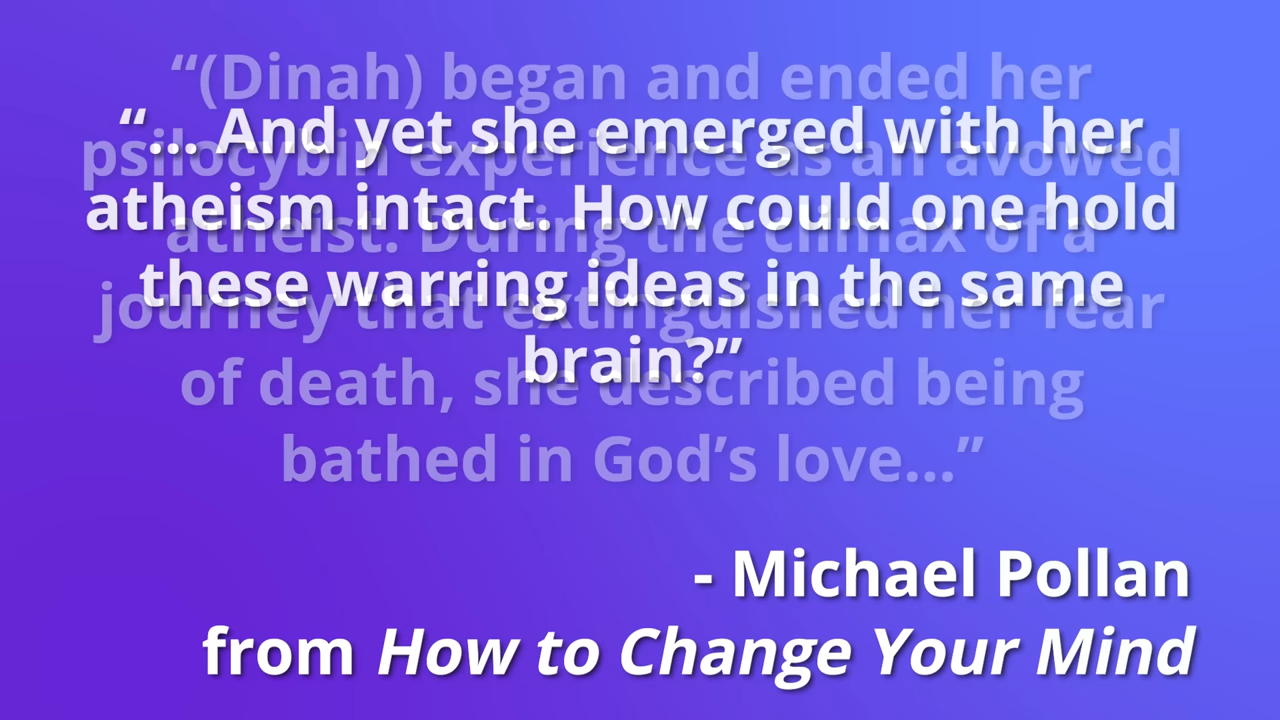 “(Dinah) began and ended her
psilocybin experience as an avowed
atheist. During the climax of a
journey that extinguished her fear
of death, she described being
bathed in God’s love...”
“... And yet she emerged with her
atheism intact. How could one hold
these warring ideas in the same
brain?”
- Michael Pollan
from How to Change Your Mind